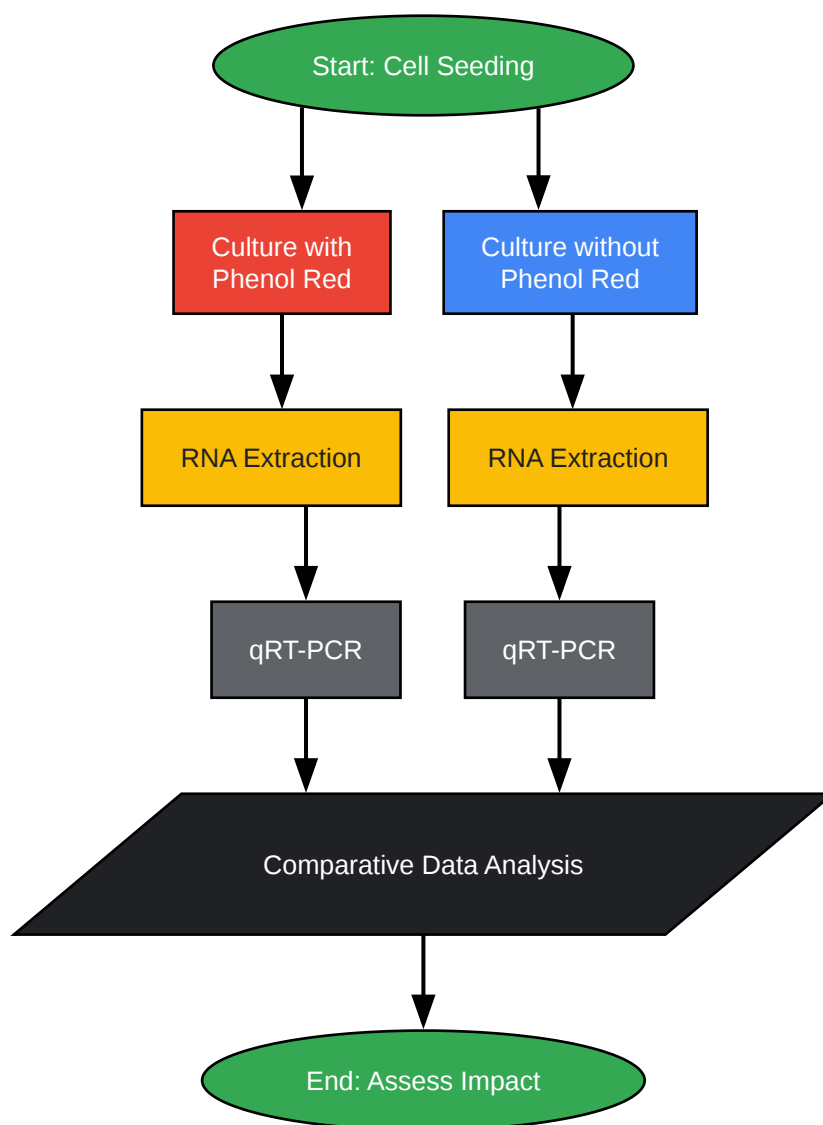 Start: Cell Seeding
Culture with
Phenol Red
Culture without
Phenol Red
RNA Extraction
RNA Extraction
qRT-PCR
qRT-PCR
Comparative Data Analysis
End: Assess Impact